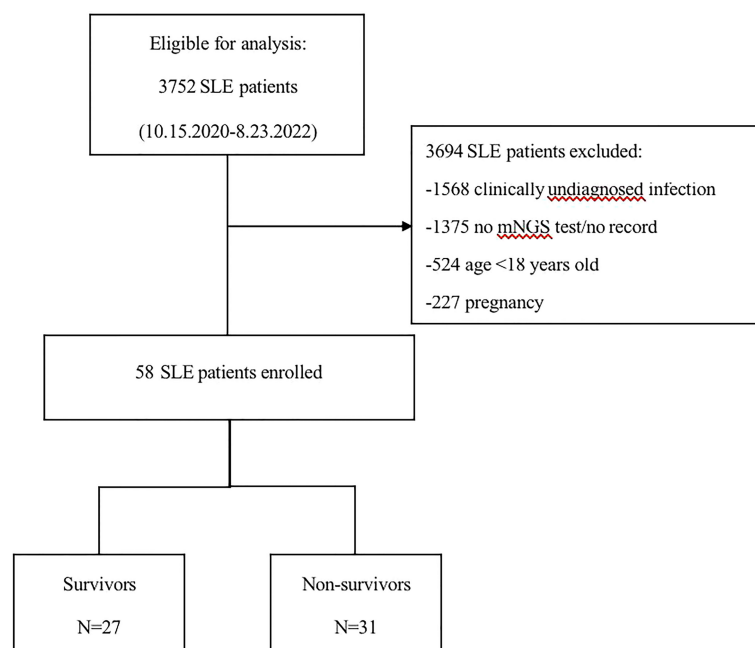 Eligible for analysis:
3752 SLE patients
(10.15.2020-8.23.2022)
3694 SLE patients excluded:
-1568 clinically undiagnosed infection
-1375 no mNGS test/no record
-524 age <18 years old
-227 pregnancy
58 SLE patients enrolled
Survivors
N=27
Non-survivors
N=31